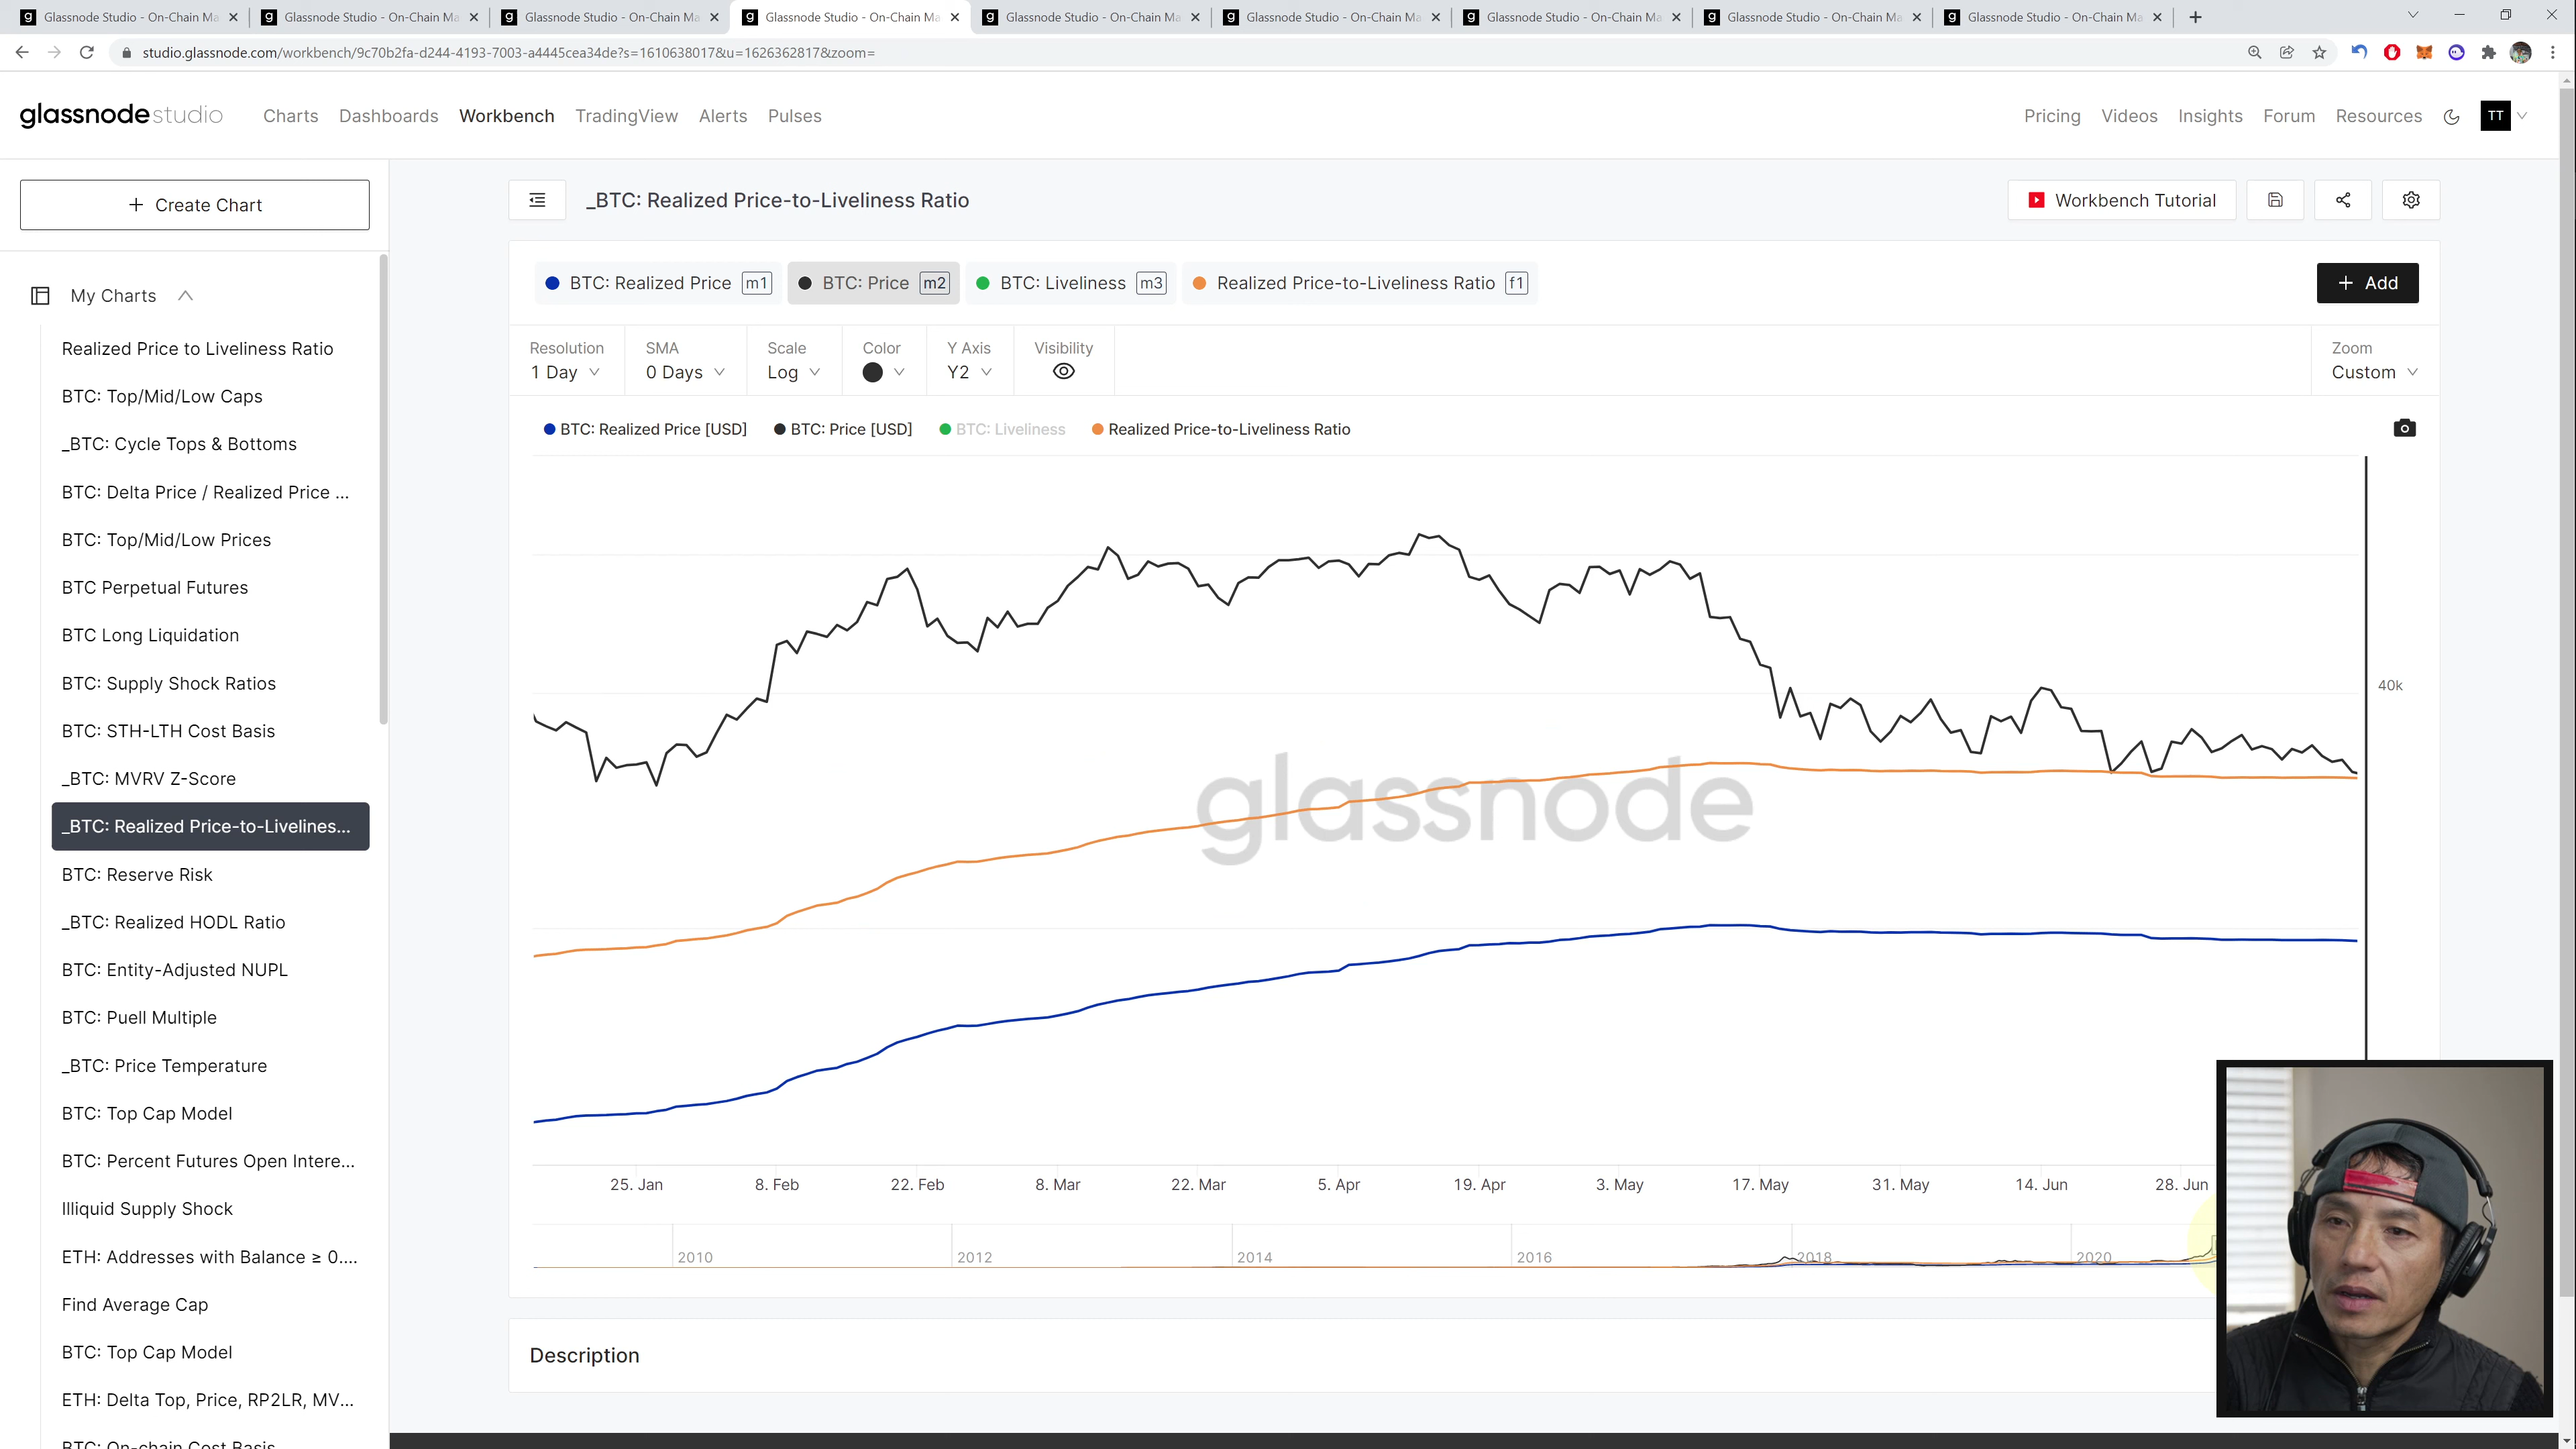 Glassnode Studio - On-Chain Ma
Glassnode Studio - On-Chain Ma
Glassnode Studio - On-Chain Ma
Glassnode Studio - On-Chain Ma
Glassnode Studio - On-Chain Ma
Glassnode Studio - On-Chain Ma
Glassnode Studio - On-Chain Ma
Glassnode Studio - On-Chain Ma
Glassnode Studio - On-Chain Ma
studio.glassnode.com/workbench/9c70b2fa-d244-4193-7003-a4445cea34de?s=1610638017&u=1626362817&zoom=
glassnodestudio
Charts
Dashboards
Workbench
TradingView
Alerts
Pulses
Pricing
Videos
Insights
Forum
Resources
TT
+ Create Chart
My Charts
Realized Price to Liveliness Ratio
BTC: Top/Mid/Low Caps
_BTC: Cycle Tops & Bottoms
BTC: Delta Price / Realized Price ...
BTC: Top/Mid/Low Prices
BTC Perpetual Futures
BTC Long Liquidation
BTC: Supply Shock Ratios
BTC: STH-LTH Cost Basis
_BTC: MVRV Z-Score
_BTC: Realized Price-to-Livelines...
BTC: Reserve Risk
_BTC: Realized HODL Ratio
BTC: Entity-Adjusted NUPL
BTC: Puell Multiple
_BTC: Price Temperature
BTC: Top Cap Model
BTC: Percent Futures Open Intere...
Illiquid Supply Shock
ETH: Addresses with Balance ≥ 0....
Find Average Cap
BTC: Top Cap Model
ETH: Delta Top, Price, RP2LR, MV...
BTC: On-chain Cost Basis
_BTC: Realized Price-to-Liveliness Ratio
Workbench Tutorial
BTC: Realized Price m1
BTC: Price m2
BTC: Liveliness m3
Realized Price-to-Liveliness Ratio f1
+ Add
Resolution
1 Day
SMA
0 Days
Scale
Log
Color
Y Axis
Y2
Visibility
Zoom
Custom
BTC: Realized Price [USD]
BTC: Price [USD]
BTC: Liveliness
Realized Price-to-Liveliness Ratio
40k
glassnode
25. Jan
8. Feb
22. Feb
8. Mar
22. Mar
5. Apr
19. Apr
3. May
17. May
31. May
14. Jun
28. Jun
2010
2012
2014
2016
2018
2020
Description